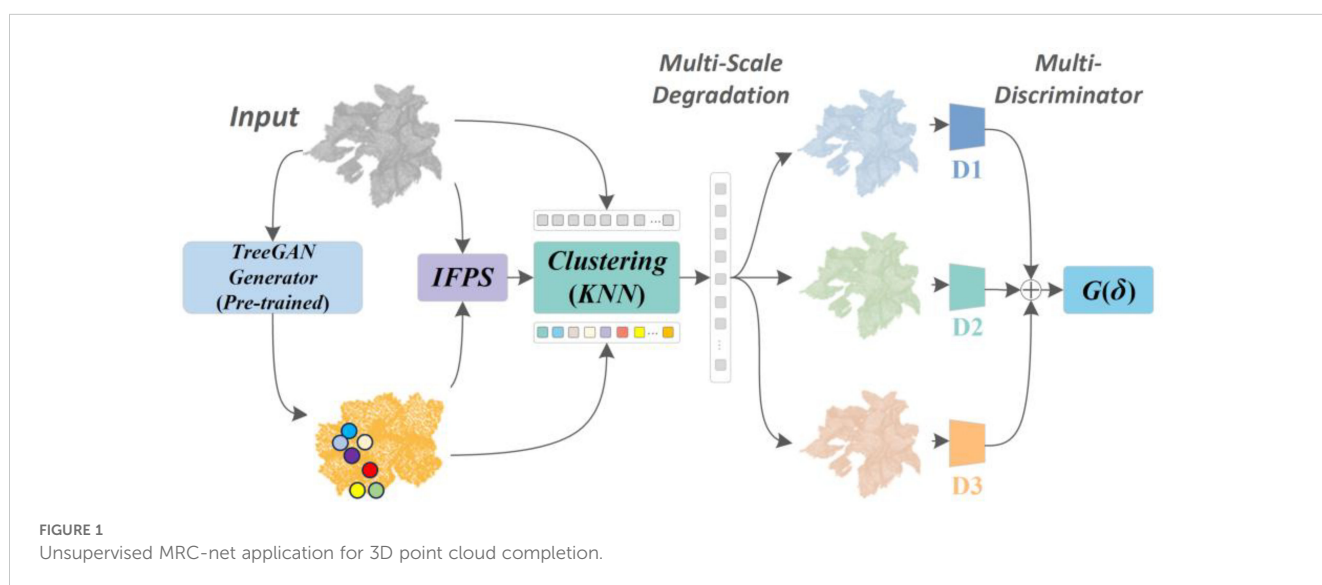 Input
Multi-Scale
Degradation
Multi-
Discriminator
TreeGAN
Generator
(Pre-trained)
IFPS
...
Clustering
(KNN)
...
...
D1
D2
D3
G(δ)
FIGURE 1
Unsupervised MRC-net application for 3D point cloud completion.